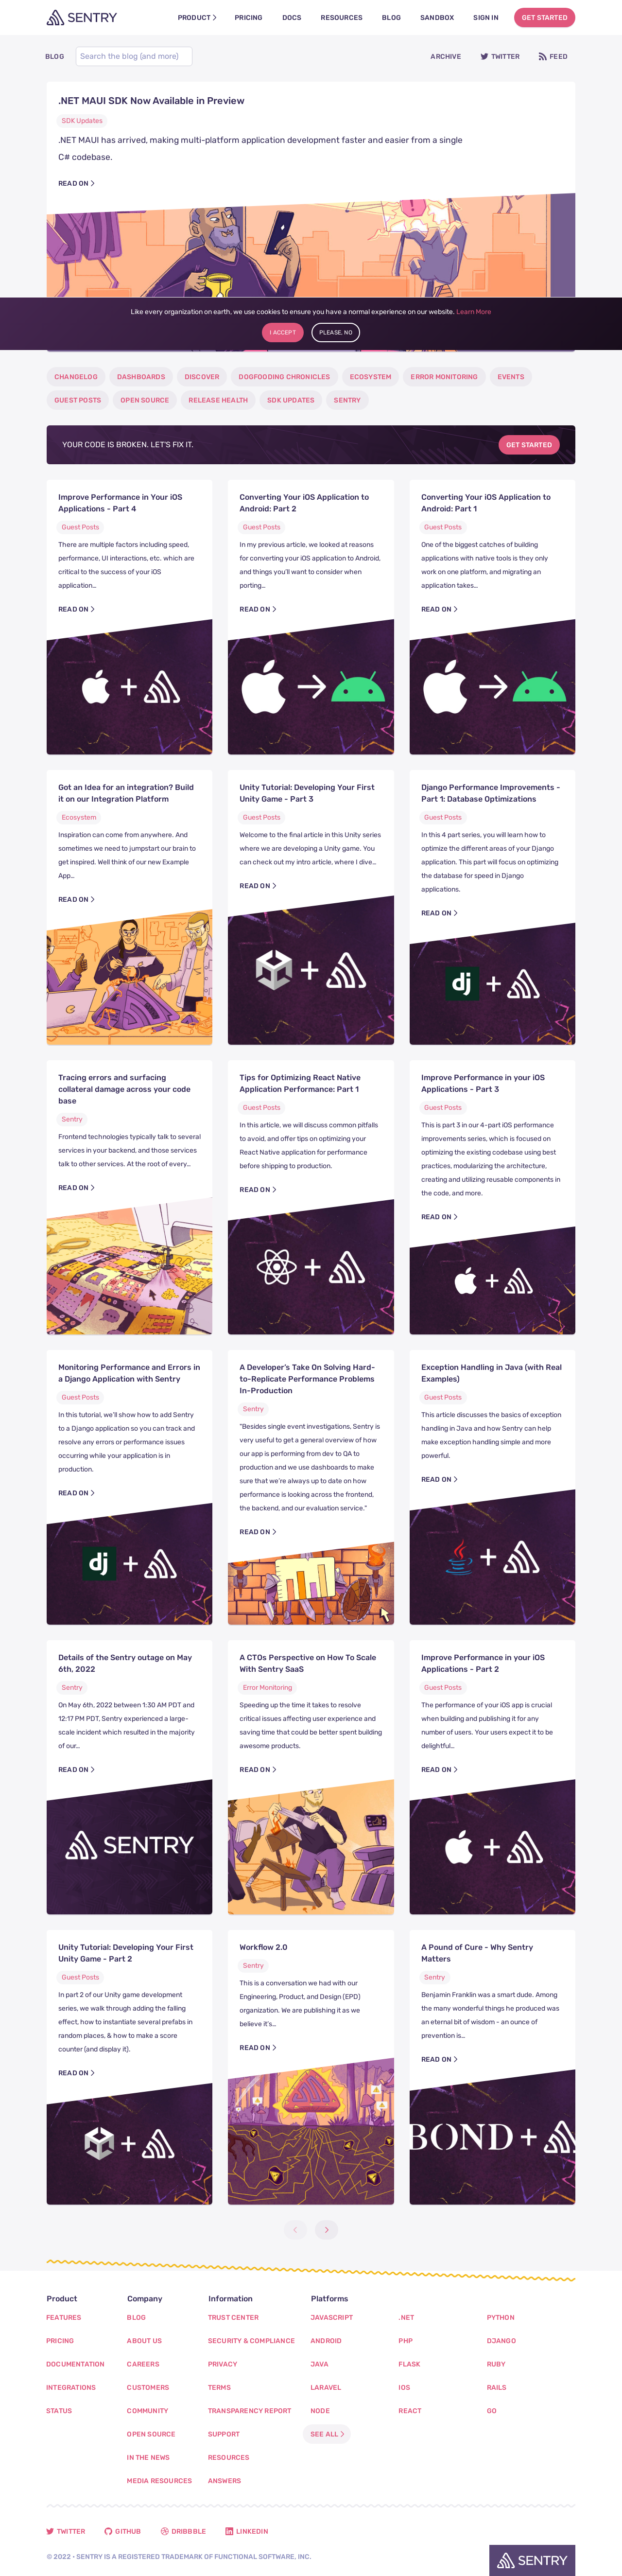 SENTRY
PRODUCT
PRICING
DOCS
RESOURCES
BLOG
SANDBOX
SIGN IN
GET STARTED
BLOG
Search the blog (and more)
ARCHIVE
TWITTER
FEED
.NET MAUI SDK Now Available in Preview
SDK Updates
.NET MAUI has arrived, making multi-platform application development faster and easier from a single
C# codebase.
READ ON
Like every organization on earth, we use cookies to ensure you have a normal experience on our website. Learn More
I ACCEPT
PLEASE, NO
CHANGELOG
DASHBOARDS
DISCOVER
DOGFOODING CHRONICLES
ECOSYSTEM
ERROR MONITORING
EVENTS
GUEST POSTS
OPEN SOURCE
RELEASE HEALTH
SDK UPDATES
SENTRY
YOUR CODE IS BROKEN. LET'S FIX IT.
GET STARTED
Improve Performance in Your iOS
Applications - Part 4
Guest Posts
There are multiple factors including speed,
performance, UI interactions, etc. which are
critical to the success of your iOS
application…
READ ON
Converting Your iOS Application to
Android: Part 2
Guest Posts
In my previous article, we looked at reasons
for converting your iOS application to Android,
and things you'll want to consider when
porting…
READ ON
Converting Your iOS Application to
Android: Part 1
Guest Posts
One of the biggest catches of building
applications with native tools is they only
work on one platform, and migrating an
application takes…
READ ON
Got an Idea for an integration? Build
it on our Integration Platform
Ecosystem
Inspiration can come from anywhere. And
sometimes we need to jumpstart our brain to
get inspired. Well think of our new Example
App…
READ ON
Unity Tutorial: Developing Your First
Unity Game - Part 3
Guest Posts
Welcome to the final article in this Unity series
where we are developing a Unity game. You
can check out my intro article, where I dive…
READ ON
Django Performance Improvements -
Part 1: Database Optimizations
Guest Posts
In this 4 part series, you will learn how to
optimize the different areas of your Django
application. This part will focus on optimizing
the database for speed in Django
applications.
READ ON
dj
Tracing errors and surfacing
collateral damage across your code
base
Sentry
Frontend technologies typically talk to several
services in your backend, and those services
talk to other services. At the root of every…
READ ON
Tips for Optimizing React Native
Application Performance: Part 1
Guest Posts
In this article, we will discuss common pitfalls
to avoid, and offer tips on optimizing your
React Native application for performance
before shipping to production.
READ ON
Improve Performance in your iOS
Applications - Part 3
Guest Posts
This is part 3 in our 4-part iOS performance
improvements series, which is focused on
optimizing the existing codebase using best
practices, modularizing the architecture,
creating and utilizing reusable components in
the code, and more.
READ ON
Monitoring Performance and Errors in
a Django Application with Sentry
Guest Posts
In this tutorial, we'll show how to add Sentry
to a Django application so you can track and
resolve any errors or performance issues
occurring while your application is in
production.
READ ON
dj
A Developer's Take On Solving Hard-
to-Replicate Performance Problems
In-Production
Sentry
"Besides single event investigations, Sentry is
very useful to get a general overview of how
our app is performing from dev to QA to
production and we use dashboards to make
sure that we're always up to date on how
performance is looking across the frontend,
the backend, and our evaluation service."
READ ON
Exception Handling in Java (with Real
Examples)
Guest Posts
This article discusses the basics of exception
handling in Java and how Sentry can help
make exception handling simple and more
powerful.
READ ON
Details of the Sentry outage on May
6th, 2022
Sentry
On May 6th, 2022 between 1:30 AM PDT and
12:17 PM PDT, Sentry experienced a large-
scale incident which resulted in the majority
of our…
READ ON
SENTRY
A CTOs Perspective on How To Scale
With Sentry SaaS
Error Monitoring
Speeding up the time it takes to resolve
critical issues affecting user experience and
saving time that could be better spent building
awesome products.
READ ON
Improve Performance in your iOS
Applications - Part 2
Guest Posts
The performance of your iOS app is crucial
when building and publishing it for any
number of users. Your users expect it to be
delightful…
READ ON
Unity Tutorial: Developing Your First
Unity Game - Part 2
Guest Posts
In part 2 of our Unity game development
series, we walk through adding the falling
effect, how to instantiate several prefabs in
random places, & how to make a score
counter (and display it).
READ ON
Workflow 2.0
Sentry
This is a conversation we had with our
Engineering, Product, and Design (EPD)
organization. We are publishing it as we
believe it's…
READ ON
A Pound of Cure - Why Sentry
Matters
Sentry
Benjamin Franklin was a smart dude. Among
the many wonderful things he produced was
an eternal bit of wisdom - an ounce of
prevention is…
READ ON
BOND +
Product
FEATURES
PRICING
DOCUMENTATION
INTEGRATIONS
STATUS
Company
BLOG
ABOUT US
CAREERS
CUSTOMERS
COMMUNITY
OPEN SOURCE
IN THE NEWS
MEDIA RESOURCES
Information
TRUST CENTER
SECURITY & COMPLIANCE
PRIVACY
TERMS
TRANSPARENCY REPORT
SUPPORT
RESOURCES
ANSWERS
Platforms
JAVASCRIPT
ANDROID
JAVA
LARAVEL
NODE
SEE ALL
.NET
PHP
FLASK
IOS
REACT
PYTHON
DJANGO
RUBY
RAILS
GO
TWITTER
GITHUB
DRIBBBLE
LINKEDIN
© 2022 • SENTRY IS A REGISTERED TRADEMARK OF FUNCTIONAL SOFTWARE, INC.
SENTRY